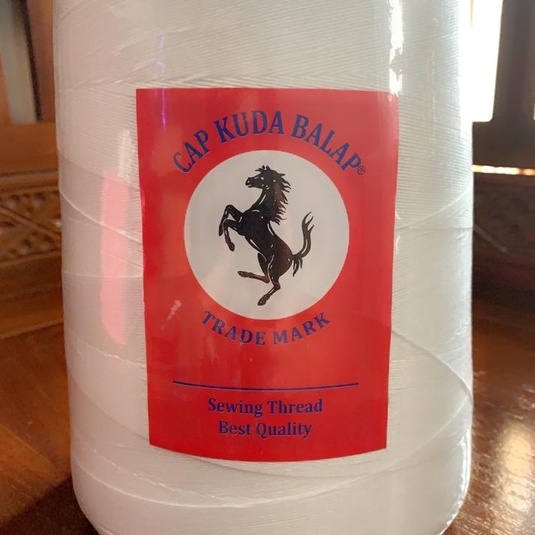 CAP KUDA BALAP®
TRADE MARK
Sewing Thread
Best Quality